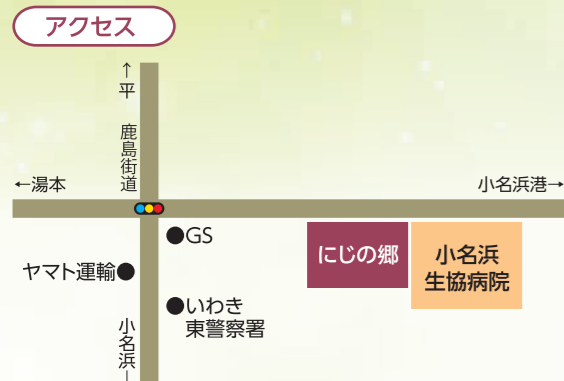 アクセス
↑
平
鹿島街道
←湯本
小名浜港→
●GS
にじの郷
小名浜
生協病院
ヤマト運輸●
●いわき
東警察署
小名浜
↓